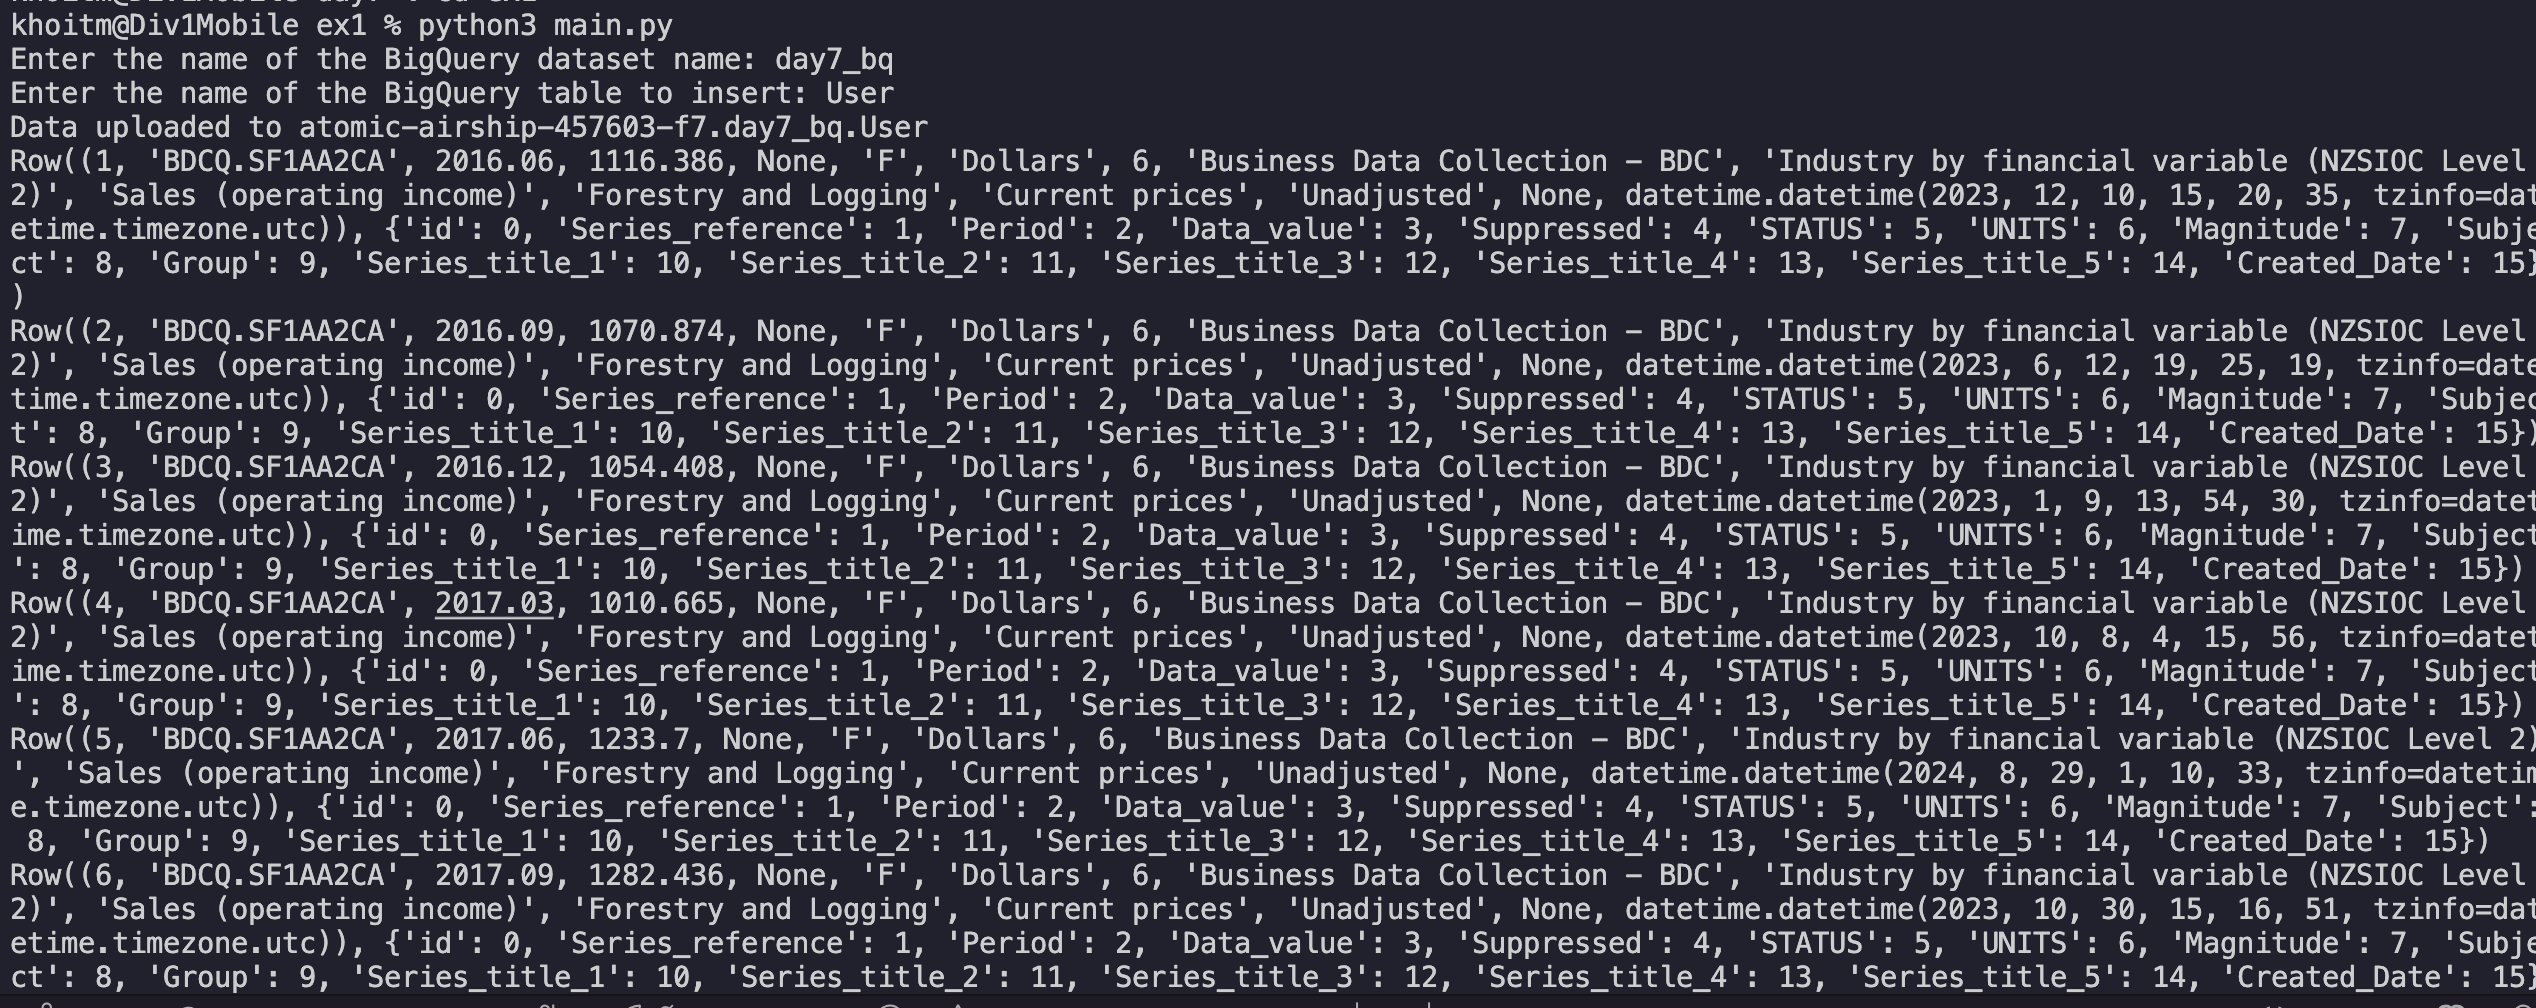 khoitm@Div1Mobile ex1 % python3 main.py
Enter the name of the BigQuery dataset name: day7_bq
Enter the name of the BigQuery table to insert: User
Data uploaded to atomic-airship-457603-f7.day7_bq.User
Row((1, 'BDCQ.SF1AA2CA', 2016.06, 1116.386, None, 'F', 'Dollars', 6, 'Business Data Collection - BDC', 'Industry by financial variable (NZSIOC Level
2)', 'Sales (operating income)', 'Forestry and Logging', 'Current prices', 'Unadjusted', None, datetime.datetime(2023, 12, 10, 15, 20, 35, tzinfo=dat
etime.timezone.utc)), {'id': 0, 'Series_reference': 1, 'Period': 2, 'Data_value': 3, 'Suppressed': 4, 'STATUS': 5, 'UNITS': 6, 'Magnitude': 7, 'Subje
ct': 8, 'Group': 9, 'Series_title_1': 10, 'Series_title_2': 11, 'Series_title_3': 12, 'Series_title_4': 13, 'Series_title_5': 14, 'Created_Date': 15}
)
Row((2, 'BDCQ.SF1AA2CA', 2016.09, 1070.874, None, 'F', 'Dollars', 6, 'Business Data Collection - BDC', 'Industry by financial variable (NZSIOC Level
2)', 'Sales (operating income)', 'Forestry and Logging', 'Current prices', 'Unadjusted', None, datetime.datetime(2023, 6, 12, 19, 25, 19, tzinfo=date
time.timezone.utc)), {'id': 0, 'Series_reference': 1, 'Period': 2, 'Data_value': 3, 'Suppressed': 4, 'STATUS': 5, 'UNITS': 6, 'Magnitude': 7, 'Subjec
t': 8, 'Group': 9, 'Series_title_1': 10, 'Series_title_2': 11, 'Series_title_3': 12, 'Series_title_4': 13, 'Series_title_5': 14, 'Created_Date': 15})
Row((3, 'BDCQ.SF1AA2CA', 2016.12, 1054.408, None, 'F', 'Dollars', 6, 'Business Data Collection - BDC', 'Industry by financial variable (NZSIOC Level
2)', 'Sales (operating income)', 'Forestry and Logging', 'Current prices', 'Unadjusted', None, datetime.datetime(2023, 1, 9, 13, 54, 30, tzinfo=datet
ime.timezone.utc)), {'id': 0, 'Series_reference': 1, 'Period': 2, 'Data_value': 3, 'Suppressed': 4, 'STATUS': 5, 'UNITS': 6, 'Magnitude': 7, 'Subject
': 8, 'Group': 9, 'Series_title_1': 10, 'Series_title_2': 11, 'Series_title_3': 12, 'Series_title_4': 13, 'Series_title_5': 14, 'Created_Date': 15})
Row((4, 'BDCQ.SF1AA2CA', 2017.03, 1010.665, None, 'F', 'Dollars', 6, 'Business Data Collection - BDC', 'Industry by financial variable (NZSIOC Level
2)', 'Sales (operating income)', 'Forestry and Logging', 'Current prices', 'Unadjusted', None, datetime.datetime(2023, 10, 8, 4, 15, 56, tzinfo=datet
ime.timezone.utc)), {'id': 0, 'Series_reference': 1, 'Period': 2, 'Data_value': 3, 'Suppressed': 4, 'STATUS': 5, 'UNITS': 6, 'Magnitude': 7, 'Subject
': 8, 'Group': 9, 'Series_title_1': 10, 'Series_title_2': 11, 'Series_title_3': 12, 'Series_title_4': 13, 'Series_title_5': 14, 'Created_Date': 15})
Row((5, 'BDCQ.SF1AA2CA', 2017.06, 1233.7, None, 'F', 'Dollars', 6, 'Business Data Collection - BDC', 'Industry by financial variable (NZSIOC Level 2)
', 'Sales (operating income)', 'Forestry and Logging', 'Current prices', 'Unadjusted', None, datetime.datetime(2024, 8, 29, 1, 10, 33, tzinfo=datetim
e.timezone.utc)), {'id': 0, 'Series_reference': 1, 'Period': 2, 'Data_value': 3, 'Suppressed': 4, 'STATUS': 5, 'UNITS': 6, 'Magnitude': 7, 'Subject':
8, 'Group': 9, 'Series_title_1': 10, 'Series_title_2': 11, 'Series_title_3': 12, 'Series_title_4': 13, 'Series_title_5': 14, 'Created_Date': 15})
Row((6, 'BDCQ.SF1AA2CA', 2017.09, 1282.436, None, 'F', 'Dollars', 6, 'Business Data Collection - BDC', 'Industry by financial variable (NZSIOC Level
2)', 'Sales (operating income)', 'Forestry and Logging', 'Current prices', 'Unadjusted', None, datetime.datetime(2023, 10, 30, 15, 16, 51, tzinfo=dat
etime.timezone.utc)), {'id': 0, 'Series_reference': 1, 'Period': 2, 'Data_value': 3, 'Suppressed': 4, 'STATUS': 5, 'UNITS': 6, 'Magnitude': 7, 'Subje
ct': 8, 'Group': 9, 'Series_title_1': 10, 'Series_title_2': 11, 'Series_title_3': 12, 'Series_title_4': 13, 'Series_title_5': 14, 'Created_Date': 15}